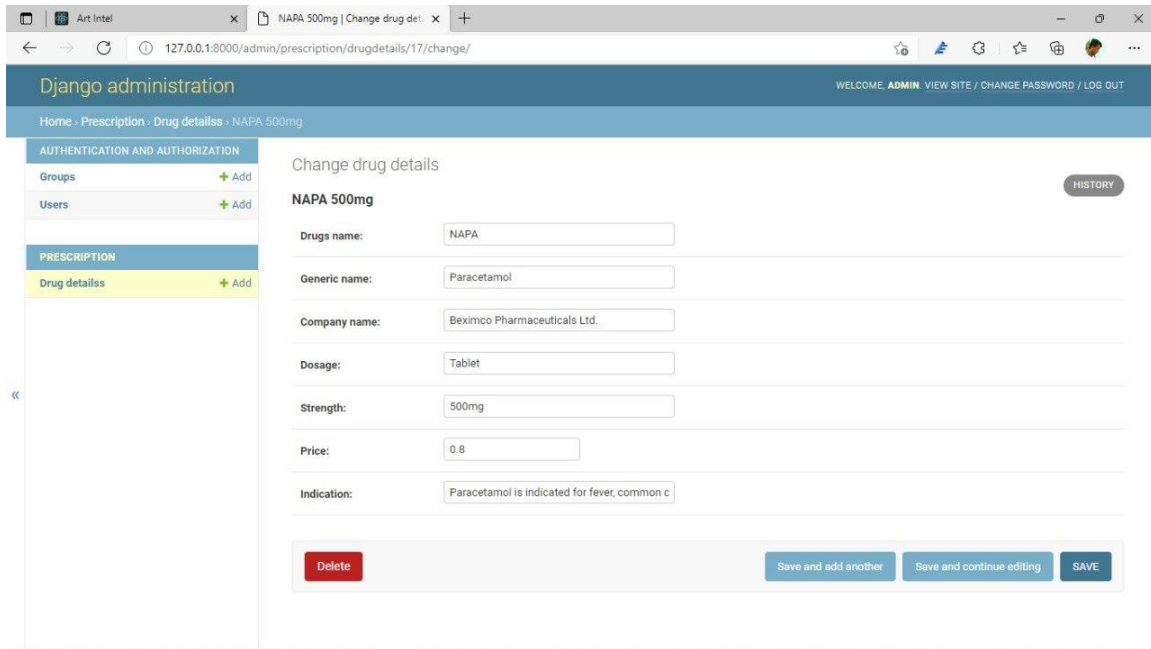 Art Intel
NAPA 500mg | Change drug det
127.0.0.1:8000/admin/prescription/drugdetails/17/change/
Django administration
WELCOME, ADMIN. VIEW SITE / CHANGE PASSWORD / LOG OUT
Home › Prescription › Drug detailss › NAPA 500mg
AUTHENTICATION AND AUTHORIZATION
Groups + Add
Users + Add
PRESCRIPTION
Drug detailss + Add
«
Change drug details
HISTORY
NAPA 500mg
Drugs name: NAPA
Generic name: Paracetamol
Company name: Beximco Pharmaceuticals Ltd.
Dosage: Tablet
Strength: 500mg
Price: 0.8
Indication: Paracetamol is indicated for fever, common c
Delete Save and add another Save and continue editing SAVE